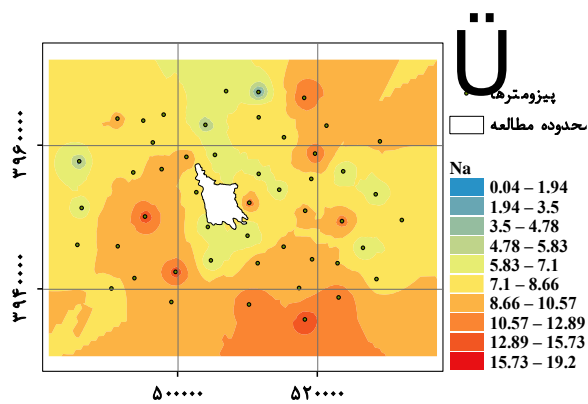 Ü
پیزومترها
محدوده مطالعه
Na
0.04 – 1.94
1.94 – 3.5
3.5 – 4.78
4.78 – 5.83
5.83 – 7.1
7.1 – 8.66
8.66 – 10.57
10.57 – 12.89
12.89 – 15.73
15.73 – 19.2
۳۹۶۰۰۰۰
۳۹۴۰۰۰۰
۵۰۰۰۰۰
۵۲۰۰۰۰